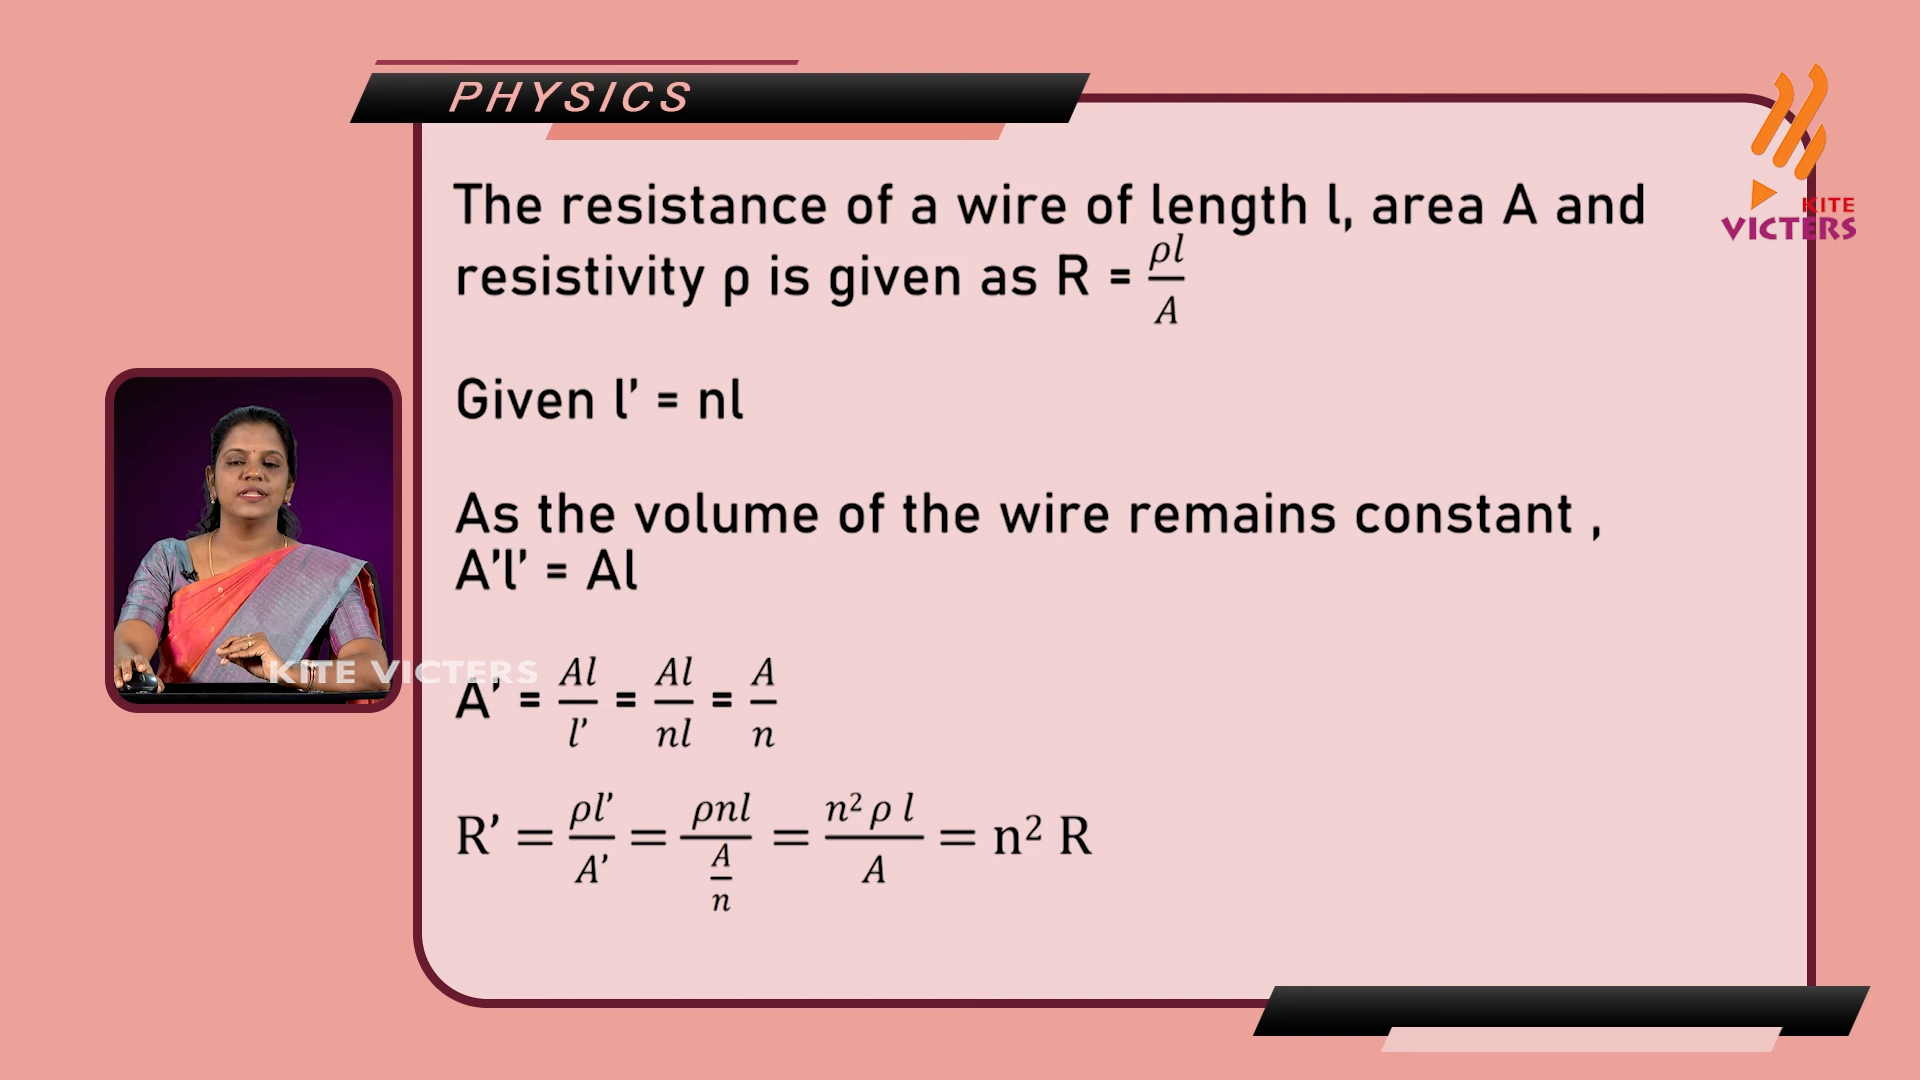 PHYSICS
KITE
VICTERS
The resistance of a wire of length l, area A and
resistivity ρ is given as R = ρl/A
Given l’ = nl
As the volume of the wire remains constant ,
A’l’ = Al
KITE VICTERS
A’ = Al/l’ = Al/nl = A/n
R’ = ρl’/A’ = ρnl/(A/n) = n² ρ l/A = n² R